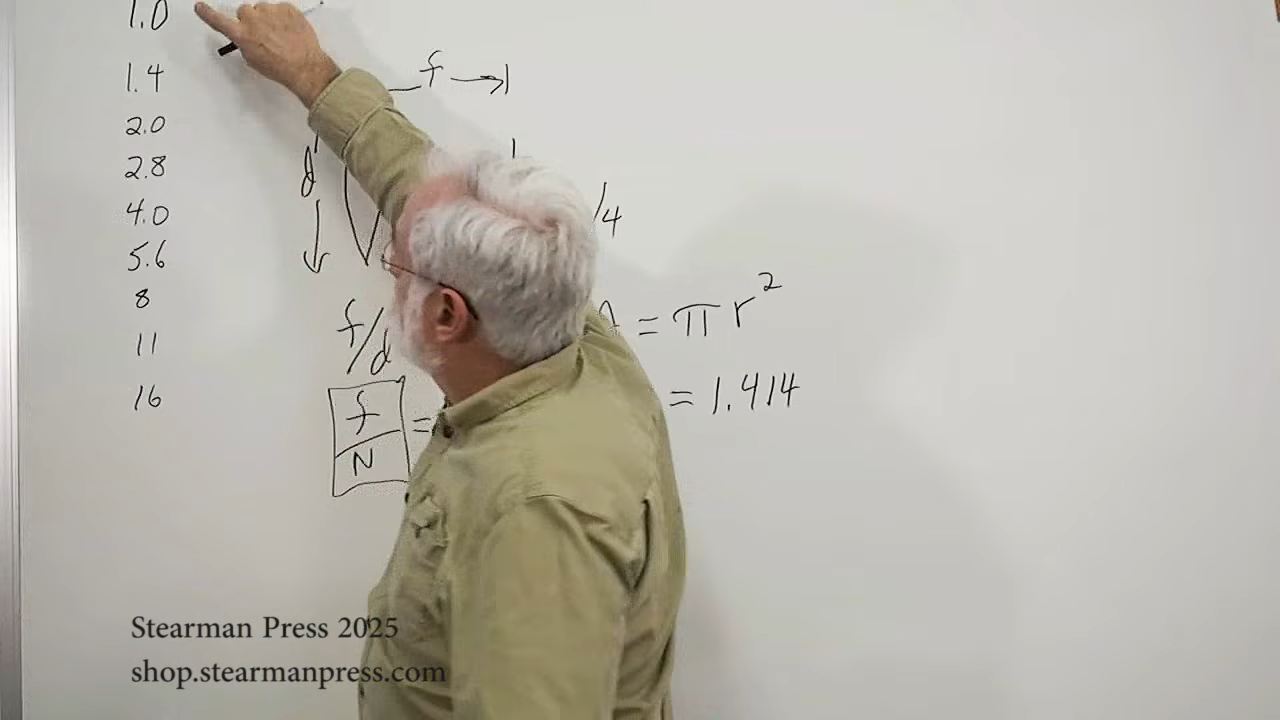 1.0
1.4
2.0
2.8
4.0
5.6
8
11
16
f
d
/4
f/d
= π r²
f/N =
= 1.414
Stearman Press 2025
shop.stearmanpress.com